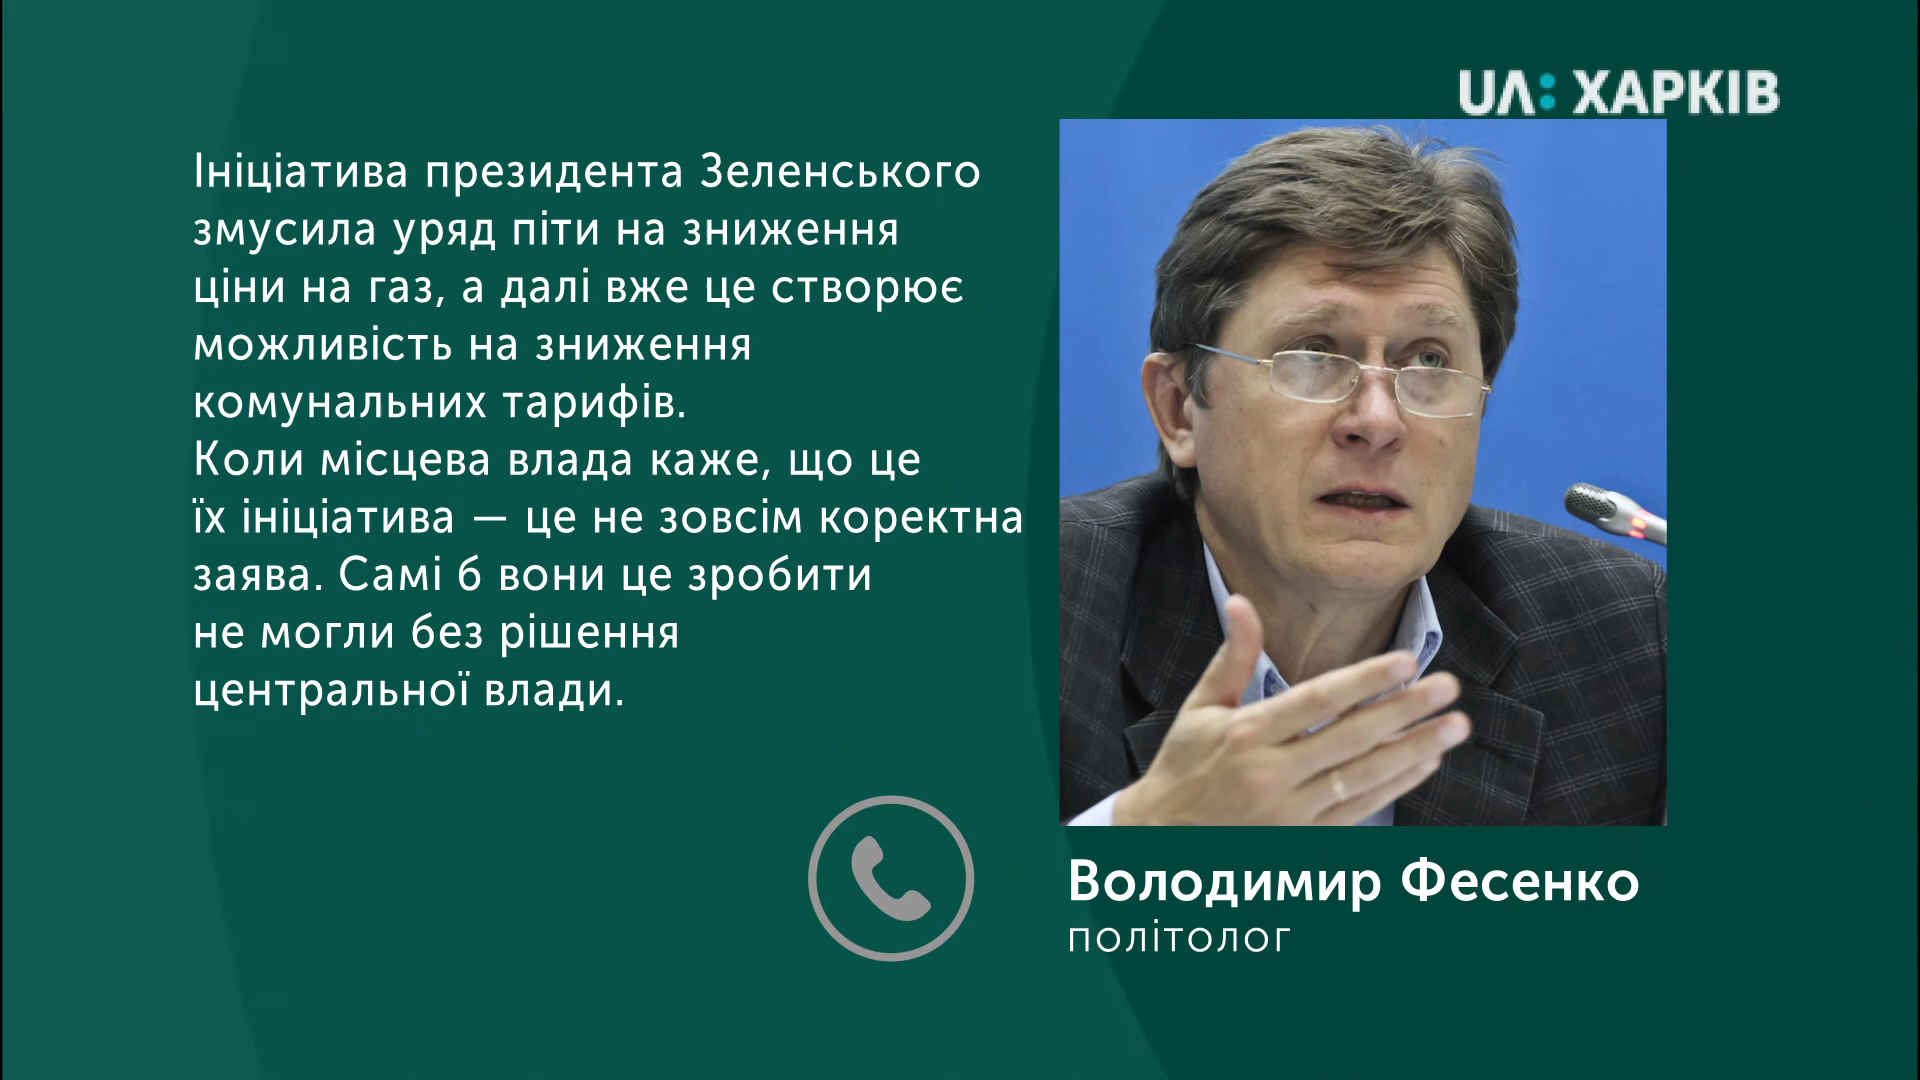 UA: ХАРКІВ
Ініціатива президента Зеленського
змусила уряд піти на зниження
ціни на газ, а далі вже це створює
можливість на зниження
комунальних тарифів.
Коли місцева влада каже, що це
їх ініціатива — це не зовсім коректна
заява. Самі б вони це зробити
не могли без рішення
центральної влади.
Володимир Фесенко
політолог